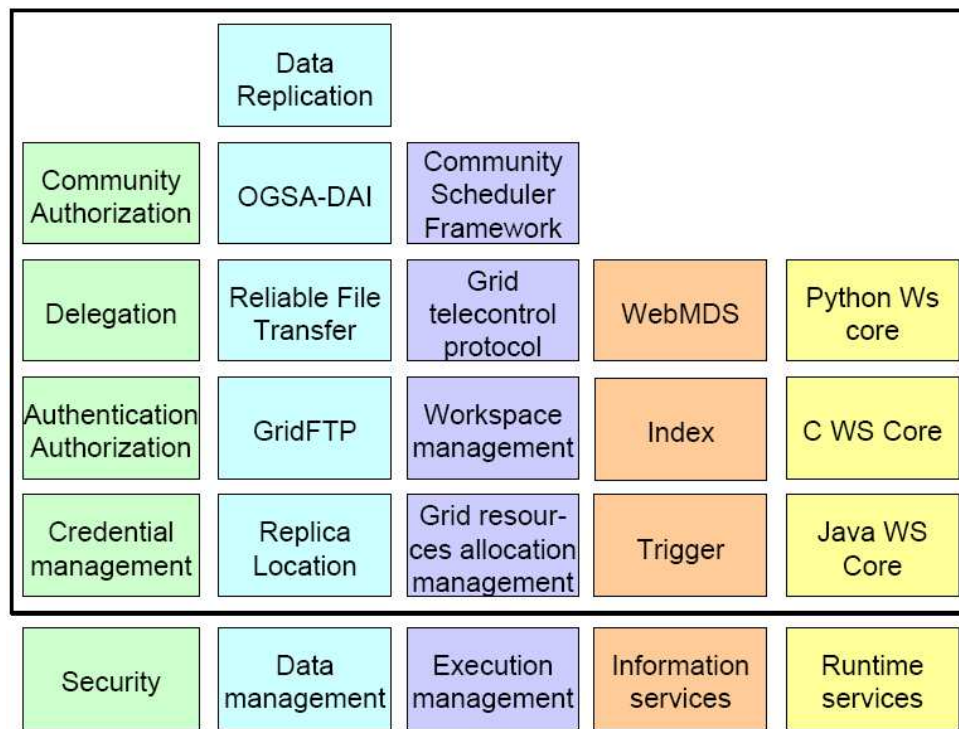 Data
Replication
Community
Authorization
OGSA-DAI
Community
Scheduler
Framework
Delegation
Reliable File
Transfer
Grid
telecontrol
protocol
WebMDS
Python Ws
core
Authentication
Authorization
GridFTP
Workspace
management
Index
C WS Core
Credential
management
Replica
Location
Grid resour-
ces allocation
management
Trigger
Java WS
Core
Security
Data
management
Execution
management
Information
services
Runtime
services